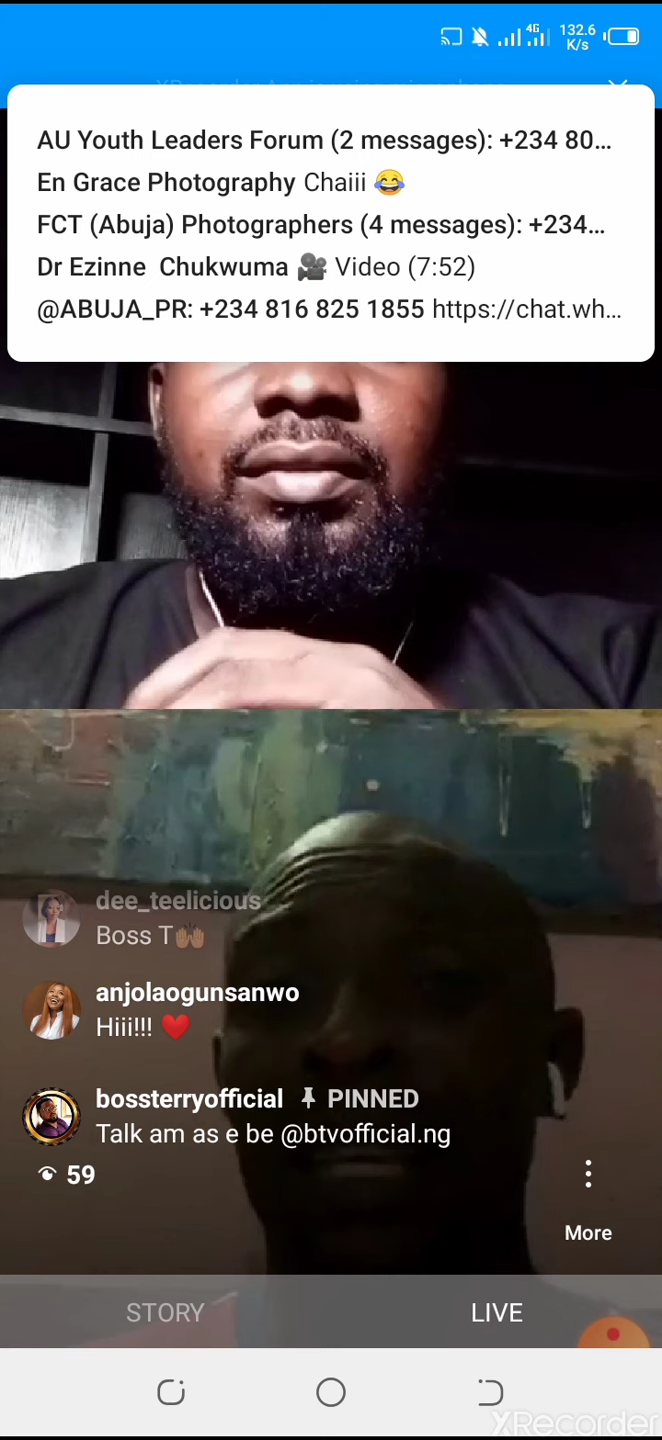 4G
132.6
K/s
AU Youth Leaders Forum (2 messages): +234 80...
En Grace Photography Chaiii 😂
FCT (Abuja) Photographers (4 messages): +234...
Dr Ezinne Chukwuma 🎥 Video (7:52)
@ABUJA_PR: +234 816 825 1855 https://chat.wh...
dee_teelicious
Boss T🙌🏾
anjolaogunsanwo
Hiii!!! ❤️
bossterryofficial PINNED
Talk am as e be @btvofficial.ng
59
More
STORY LIVE
XRecorder